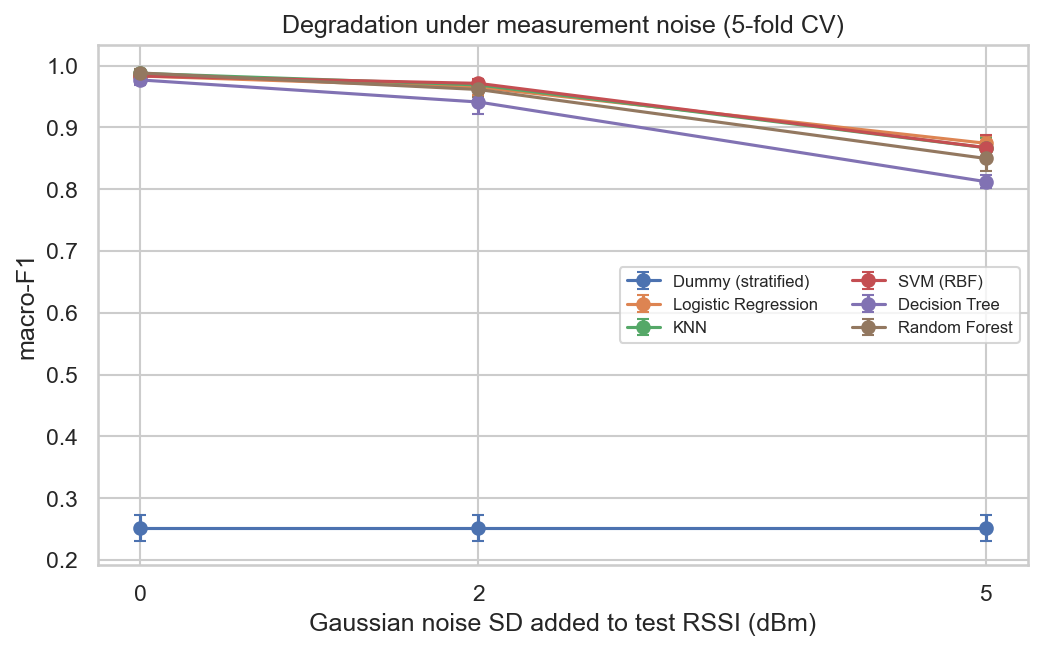 Degradation under measurement noise (5-fold CV)
macro-F1
1.0
0.9
0.8
0.7
0.6
0.5
0.4
0.3
0.2
Dummy (stratified)
Logistic Regression
KNN
SVM (RBF)
Decision Tree
Random Forest
0
2
5
Gaussian noise SD added to test RSSI (dBm)